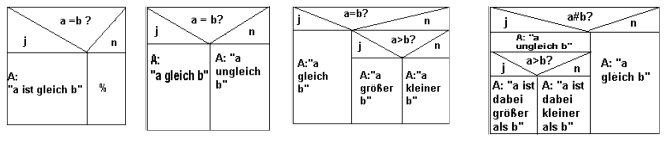 a =b ?
j n
A:
"a ist gleich b"
%
a = b?
j n
A:
"a gleich b"
A: "a
ungleich
b"
a=b?
j n
A:"a
gleich
b"
a>b?
j n
A:"a
größer
b"
A:"a
kleiner
b"
a#b?
j n
A: "a
ungleich b"
a>b?
j n
A: "a ist
dabei
größer
als b"
A: "a ist
dabei
kleiner
als b"
A: "a
gleich b"